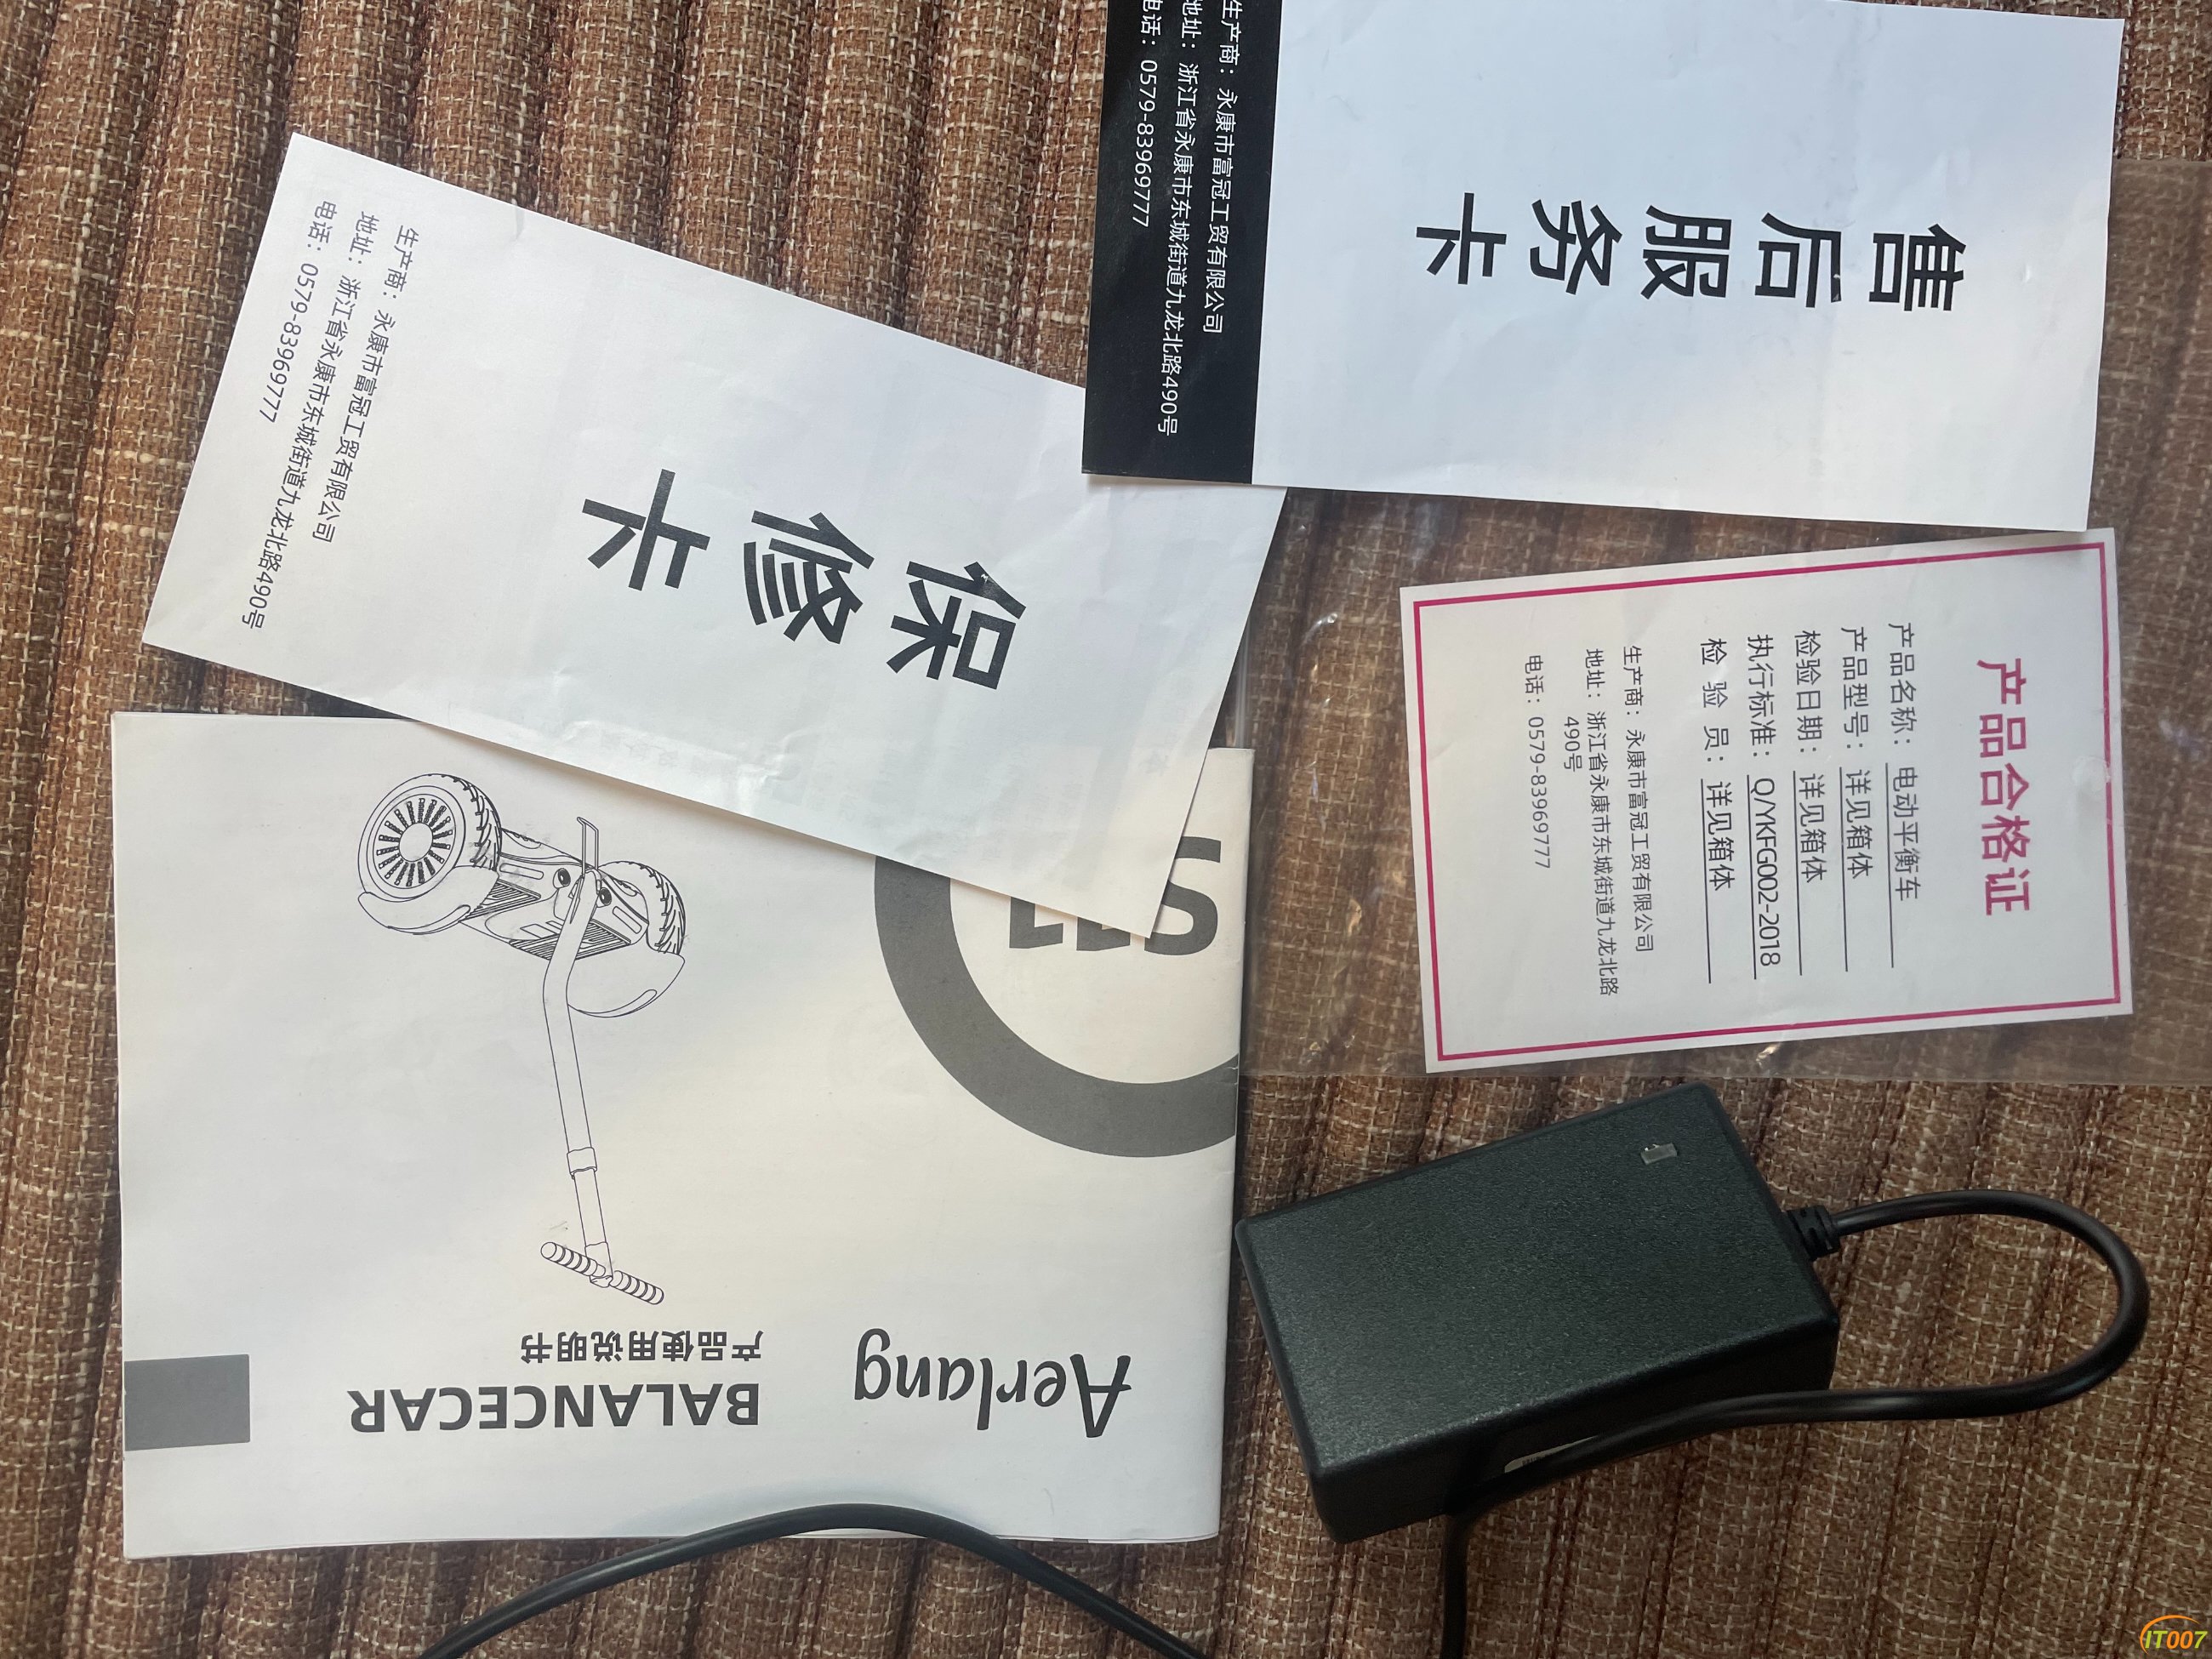 售后服务卡
生产商：永康市富冠工贸有限公司
地址：浙江省永康市东城街道九龙北路490号
电话：0579-83969777
保修卡
生产商：永康市富冠工贸有限公司
地址：浙江省永康市东城街道九龙北路490号
电话：0579-83969777
产品合格证
产品名称：电动平衡车
产品型号：详见箱体
检验日期：详见箱体
执行标准：Q/YKFG002-2018
检 验 员：详见箱体
生产商：永康市富冠工贸有限公司
地址：浙江省永康市东城街道九龙北路
490号
电话：0579-83969777
Aerlang
BALANCECAR
产品使用说明书
IT007